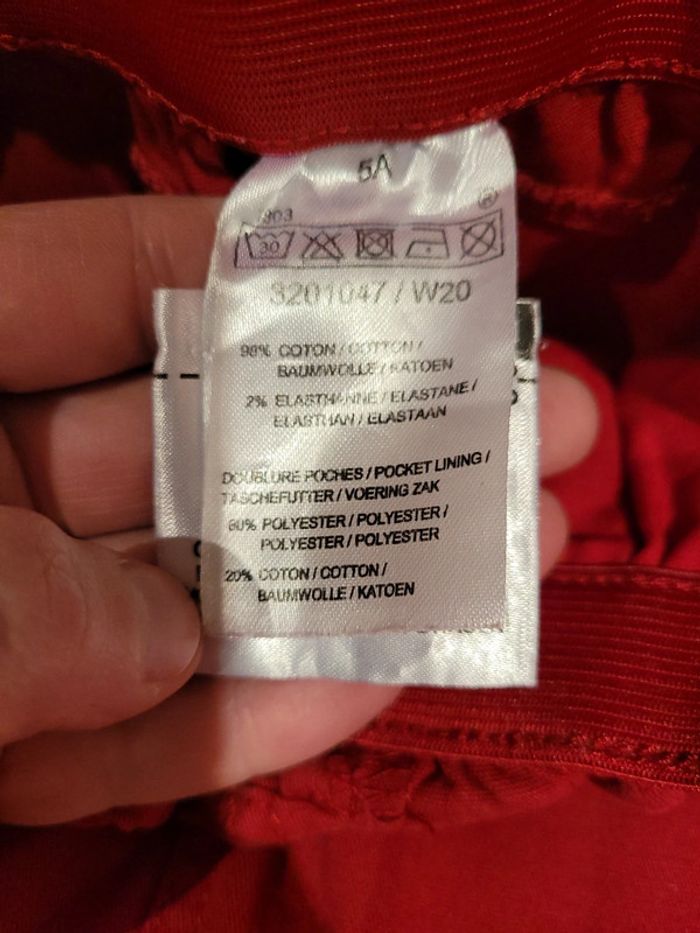 5A
®
30
3201047 / W20
98% COTON / COTTON /
BAUMWOLLE / KATOEN
2% ELASTHANNE / ELASTANE /
ELASTHAN / ELASTAAN
DOUBLURE POCHES / POCKET LINING /
TASCHEFUTTER / VOERING ZAK
80% POLYESTER / POLYESTER /
POLYESTER / POLYESTER
20% COTON / COTTON /
BAUMWOLLE / KATOEN